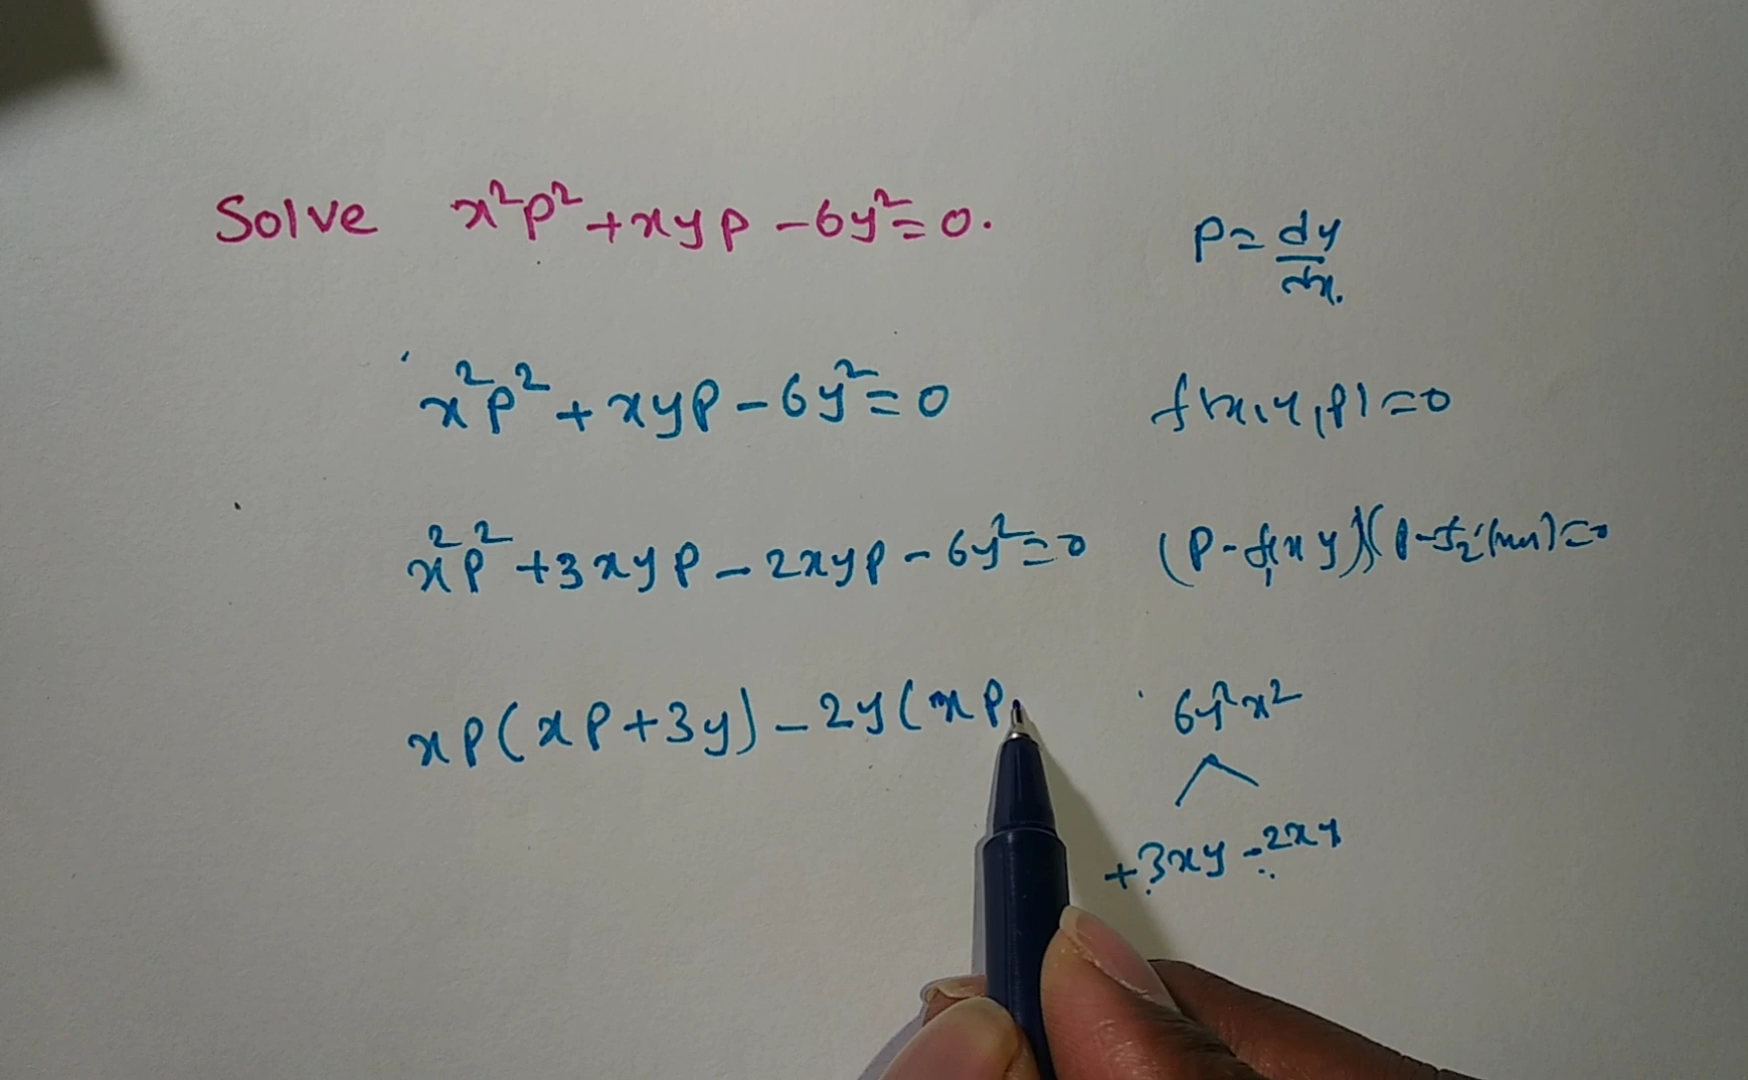 Solve x²p² + xyp - 6y² = 0.
p = dy/dx.
x²p² + xyp - 6y² = 0
f(x, y, p) = 0
x²p² + 3xyp - 2xyp - 6y² = 0
(p - f₁(x y))(p - f₂(x,y)) = 0
xp(xp + 3y) - 2y(xp
6y²x²
+3xy -2xy